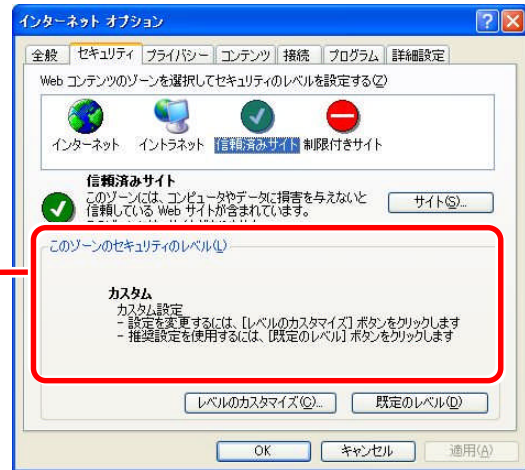 インターネット オプション
全般 セキュリティ プライバシー コンテンツ 接続 プログラム 詳細設定
Web コンテンツのゾーンを選択してセキュリティのレベルを設定する(Z)
インターネット イントラネット 信頼済みサイト 制限付きサイト
信頼済みサイト
このゾーンには、コンピュータやデータに損害を与えないと
信頼している Web サイトが含まれています。
サイト(S)...
このゾーンのセキュリティのレベル(L)
カスタム
カスタム設定
- 設定を変更するには、[レベルのカスタマイズ] ボタンをクリックします
- 推奨設定を使用するには、[既定のレベル] ボタンをクリックします
レベルのカスタマイズ(C)... 既定のレベル(D)
OK キャンセル 適用(A)